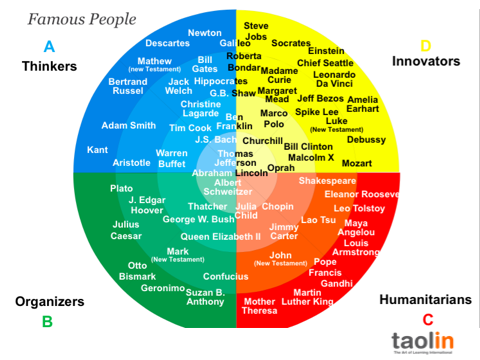 Famous People
A
Thinkers
D
Innovators
Newton
Descartes
Galileo
Mathew
(new Testament)
Bill
Gates
Bertrand
Russel
Jack
Welch
Hippocrates
G.B. Shaw
Christine
Lagarde
Ben
Franklin
Adam Smith
Tim Cook
J.S. Bach
Kant
Aristotle
Warren
Buffet
Thomas
Jefferson
Abraham Lincoln
Albert
Schweitzer
Steve
Jobs
Socrates
Roberta
Bondar
Einstein
Chief Seattle
Madame
Curie
Leonardo
Da Vinci
Margaret
Mead
Jeff Bezos
Amelia
Earhart
Marco
Polo
Spike Lee
Luke
(New Testament)
Debussy
Churchill
Bill Clinton
Malcolm X
Mozart
Oprah
Plato
J. Edgar
Hoover
Thatcher
George W. Bush
Julius
Caesar
Queen Elizabeth II
Mark
(New Testament)
Otto
Bismark
Geronimo
Confucius
Suzan B.
Anthony
Shakespeare
Eleanor Rooseve
Leo Tolstoy
Julia
Child
Chopin
Lao Tsu
Maya
Angelou
Jimmy
Carter
Louis
Armstrong
John
(New Testament)
Pope
Francis
Gandhi
Martin
Luther King
Mother
Theresa
Organizers
B
Humanitarians
C
taolin
The Art of Learning International